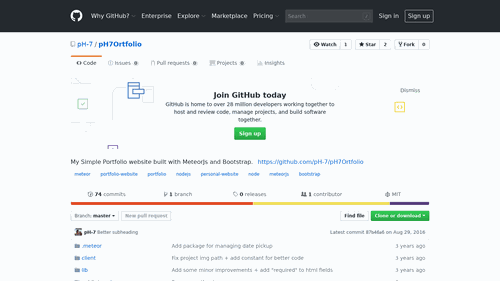 Why GitHub? Enterprise Explore Marketplace Pricing Search Sign in Sign up
pH-7 / pH7Ortfolio Watch 1 Star 2 Fork 0
Code Issues 0 Pull requests 0 Projects 0 Insights
Dismiss
Join GitHub today
GitHub is home to over 28 million developers working together to
host and review code, manage projects, and build software
together.
Sign up
My Simple Portfolio website built with MeteorJs and Bootstrap. https://github.com/pH-7/pH7Ortfolio
meteor portfolio-website portfolio nodejs personal-website node meteorjs bootstrap
74 commits 1 branch 0 releases 1 contributor MIT
Branch: master New pull request Find file Clone or download
pH-7 Better subheading Latest commit 87b48a6 on Aug 29, 2016
.meteor Add package for managing date pickup 3 years ago
client Fix project img path + add constant for better code 3 years ago
lib Add some minor improvements + add "required" to html fields 3 years ago